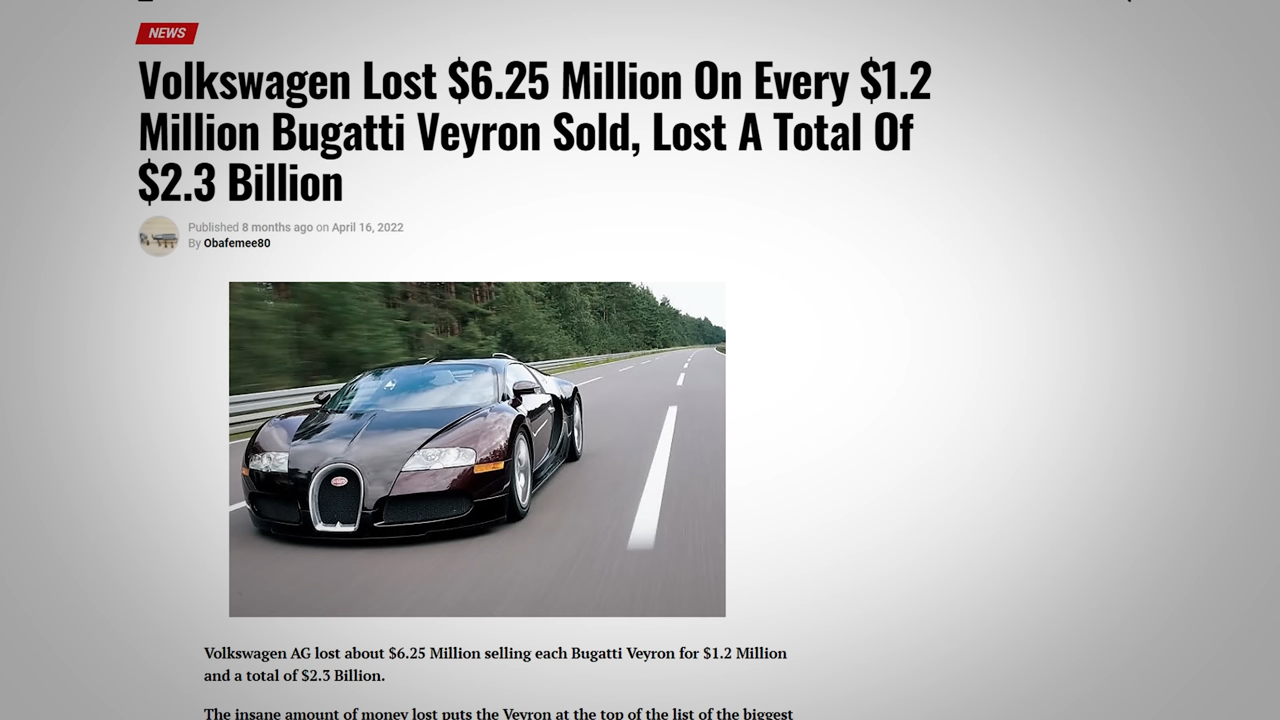 NEWS
Volkswagen Lost $6.25 Million On Every $1.2
Million Bugatti Veyron Sold, Lost A Total Of
$2.3 Billion
Published 8 months ago on April 16, 2022
By Obafemee80
Volkswagen AG lost about $6.25 Million selling each Bugatti Veyron for $1.2 Million
and a total of $2.3 Billion.
The insane amount of money lost puts the Veyron at the top of the list of the biggest